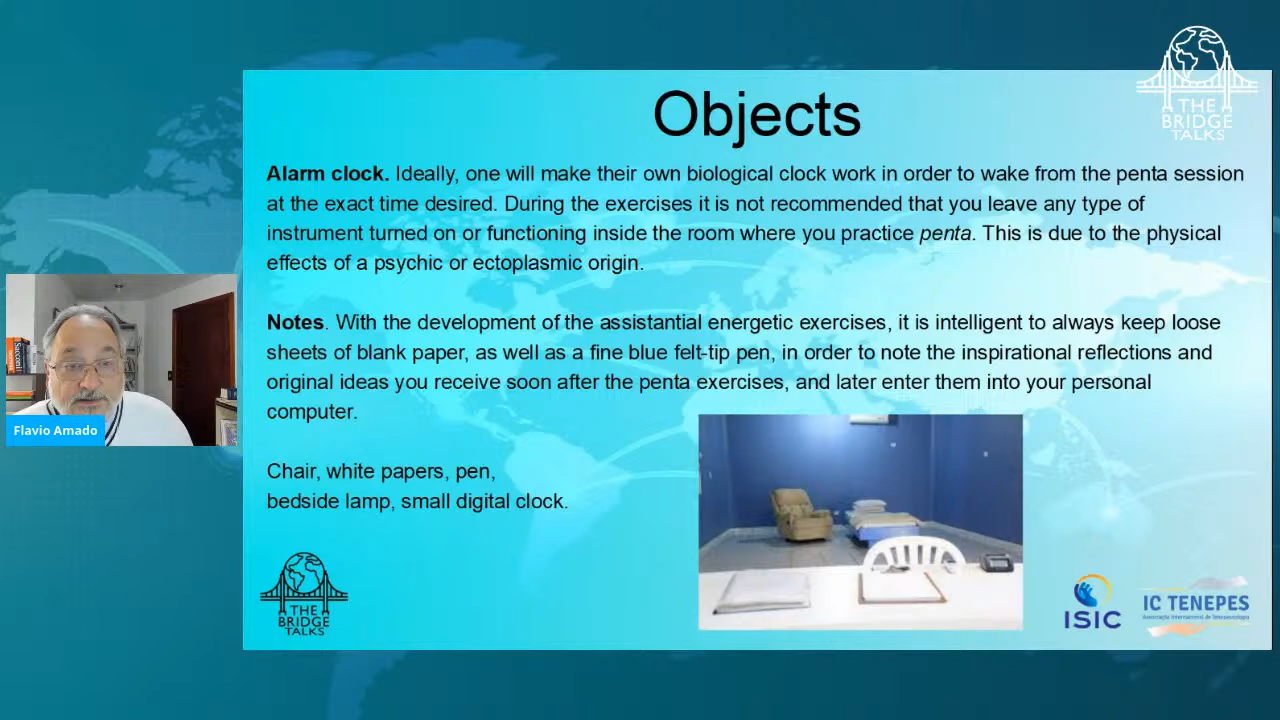 THE
BRIDGE
TALKS
Objects
Alarm clock. Ideally, one will make their own biological clock work in order to wake from the penta session
at the exact time desired. During the exercises it is not recommended that you leave any type of
instrument turned on or functioning inside the room where you practice penta. This is due to the physical
effects of a psychic or ectoplasmic origin.
Notes. With the development of the assistantial energetic exercises, it is intelligent to always keep loose
sheets of blank paper, as well as a fine blue felt-tip pen, in order to note the inspirational reflections and
original ideas you receive soon after the penta exercises, and later enter them into your personal
computer.
Chair, white papers, pen,
bedside lamp, small digital clock.
Flavio Amado
THE
BRIDGE
TALKS
ISIC
IC TENEPES
Associação Internacional de Tenepessologia